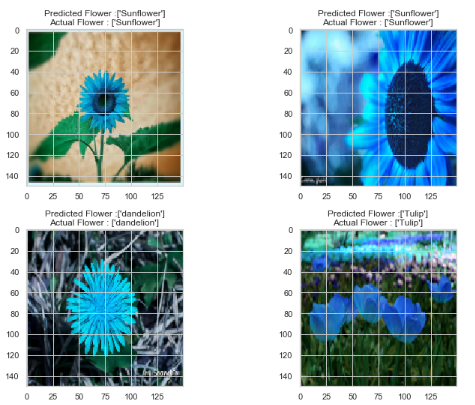 Predicted Flower :['Sunflower']
Actual Flower : ['Sunflower']
0
20
40
60
80
100
120
140
0 25 50 75 100 125
Predicted Flower :['Sunflower']
Actual Flower : ['Sunflower']
0
20
40
60
80
100
120
140
0 25 50 75 100 125
Predicted Flower :['dandelion']
Actual Flower : ['dandelion']
0
20
40
60
80
100
120
140
0 25 50 75 100 125
Predicted Flower :['Tulip']
Actual Flower : ['Tulip']
0
20
40
60
80
100
120
140
0 25 50 75 100 125